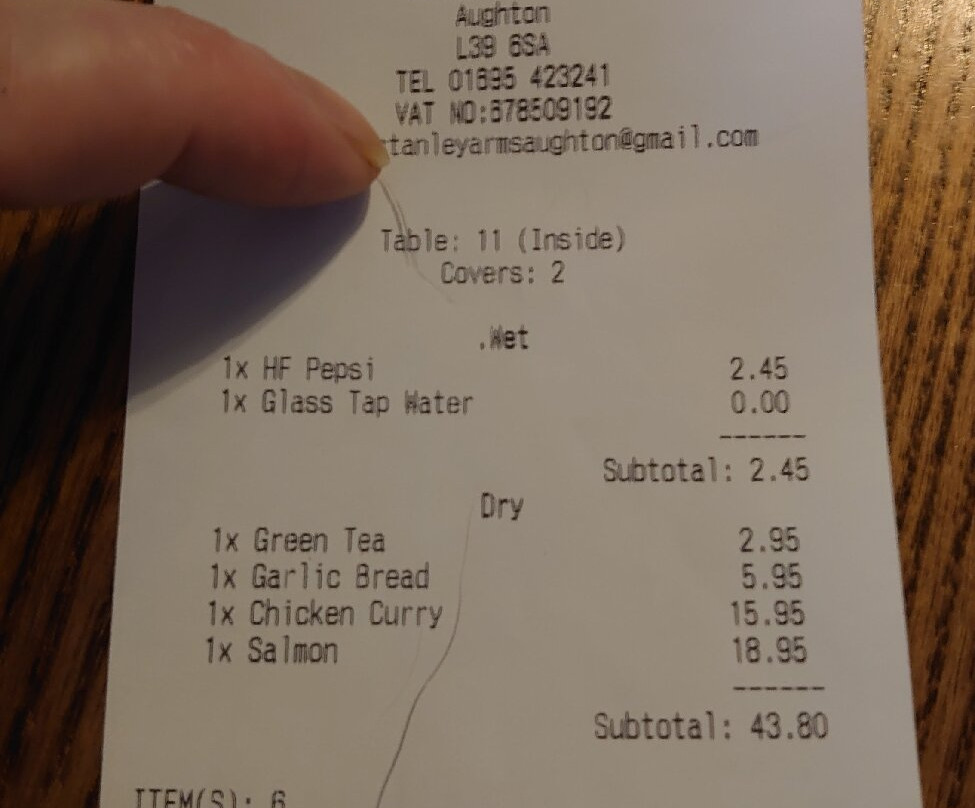 Aughton
L39 6SA
TEL 01695 423241
VAT NO:678509192
tanleyarmsaughton@gmail.com
Table: 11 (Inside)
Covers: 2
.Wet
1x HF Pepsi 2.45
1x Glass Tap Water 0.00
------
Subtotal: 2.45
Dry
1x Green Tea 2.95
1x Garlic Bread 5.95
1x Chicken Curry 15.95
1x Salmon 18.95
------
Subtotal: 43.80
ITEM(S): 6